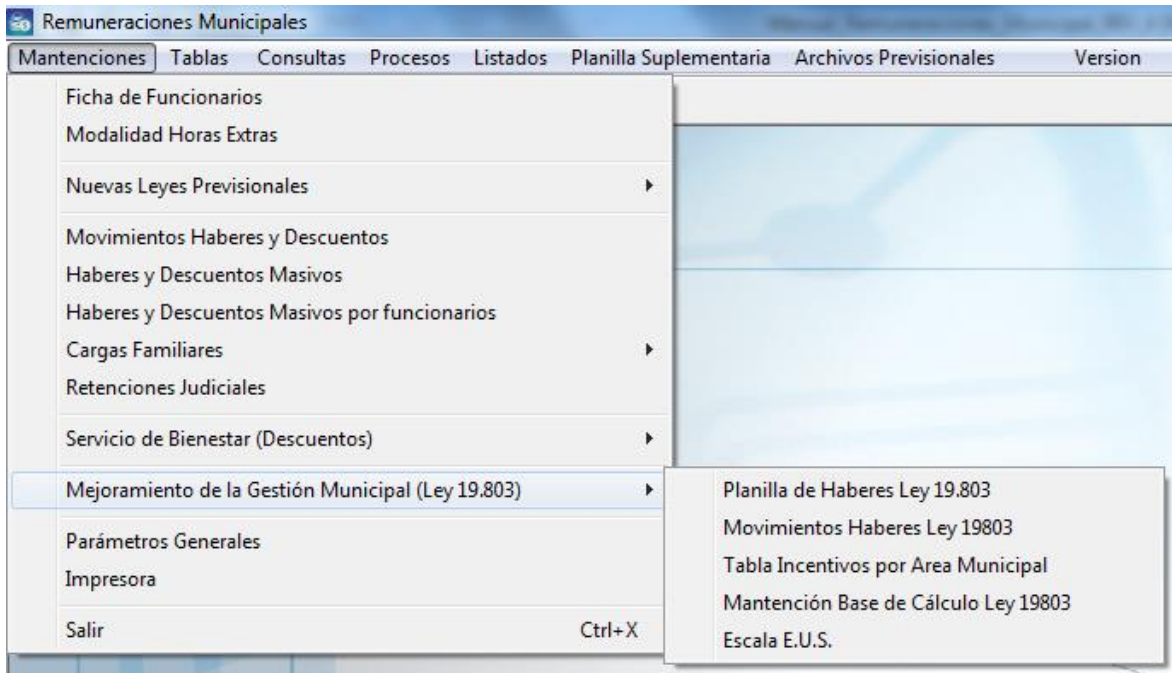 Remuneraciones Municipales
Mantenciones Tablas Consultas Procesos Listados Planilla Suplementaria Archivos Previsionales Version
Ficha de Funcionarios
Modalidad Horas Extras
Nuevas Leyes Previsionales
Movimientos Haberes y Descuentos
Haberes y Descuentos Masivos
Haberes y Descuentos Masivos por funcionarios
Cargas Familiares
Retenciones Judiciales
Servicio de Bienestar (Descuentos)
Mejoramiento de la Gestión Municipal (Ley 19.803)
Parámetros Generales
Impresora
Salir Ctrl+X
Planilla de Haberes Ley 19.803
Movimientos Haberes Ley 19803
Tabla Incentivos por Area Municipal
Mantención Base de Cálculo Ley 19803
Escala E.U.S.